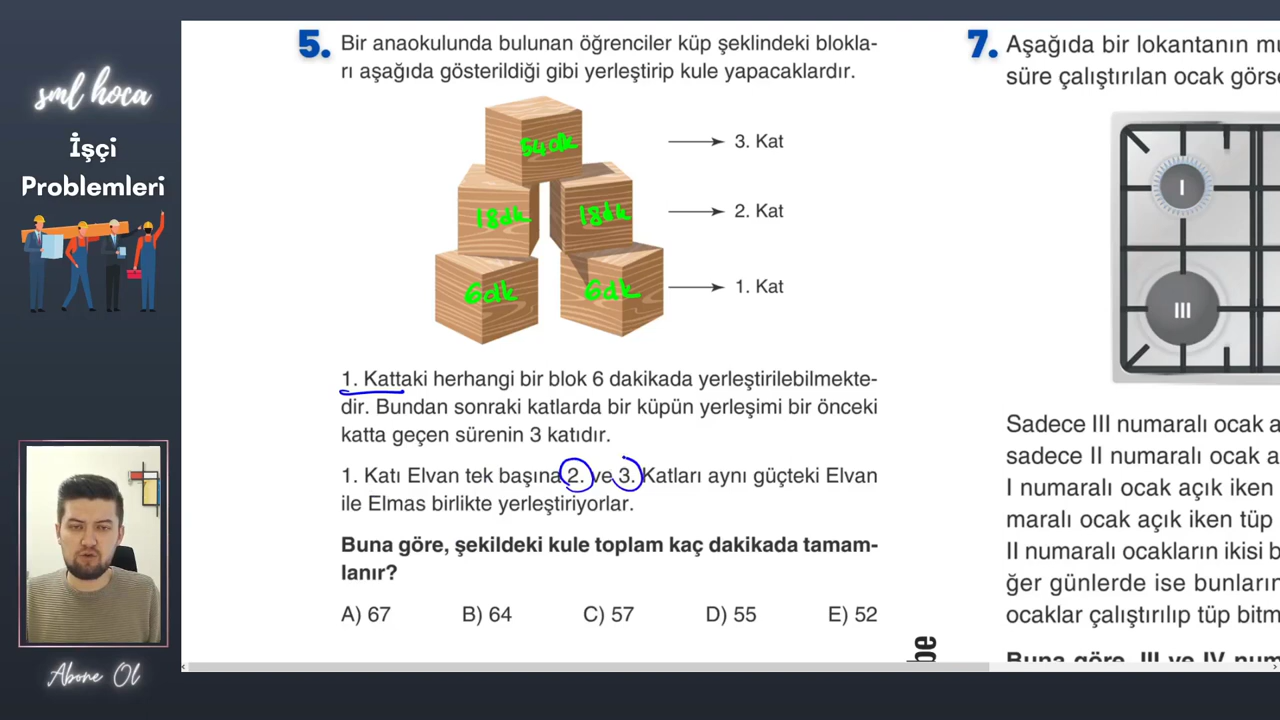 sml hoca
İşçi
Problemleri
Abone Ol
5. Bir anaokulunda bulunan öğrenciler küp şeklindeki blokla-
rı aşağıda gösterildiği gibi yerleştirip kule yapacaklardır.
54dk
3. Kat
18dk 18dk
2. Kat
6dk 6dk
1. Kat
1. Kattaki herhangi bir blok 6 dakikada yerleştirilebilmekte-
dir. Bundan sonraki katlarda bir küpün yerleşimi bir önceki
katta geçen sürenin 3 katıdır.
1. Katı Elvan tek başına 2. ve 3. Katları aynı güçteki Elvan
ile Elmas birlikte yerleştiriyorlar.
Buna göre, şekildeki kule toplam kaç dakikada tamam-
lanır?
A) 67 B) 64 C) 57 D) 55 E) 52
7. Aşağıda bir lokantanın
süre çalıştırılan ocak
I
III
Sadece III numaralı ocak
sadece II numaralı ocak
I numaralı ocak açık iken
maralı ocak açık iken tüp
II numaralı ocakların ikisi
ğer günlerde ise bunların
ocaklar çalıştırılıp tüp
Buna göre, III ve IV